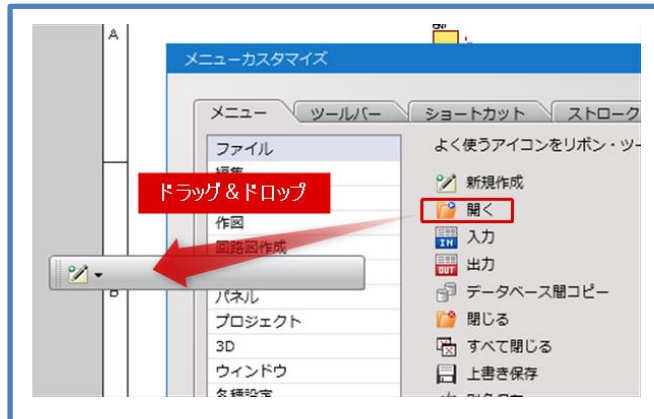 A
メニューカスタマイズ
メニュー
ツールバー
ショートカット
ストローク
ファイル
よく使うアイコンをリボン・ツー
編集
新規作成
ドラッグ＆ドロップ
開く
作図
入力
回路図作成
出力
B
パネル
データベース間コピー
プロジェクト
閉じる
3D
すべて閉じる
ウィンドウ
上書き保存
各種設定